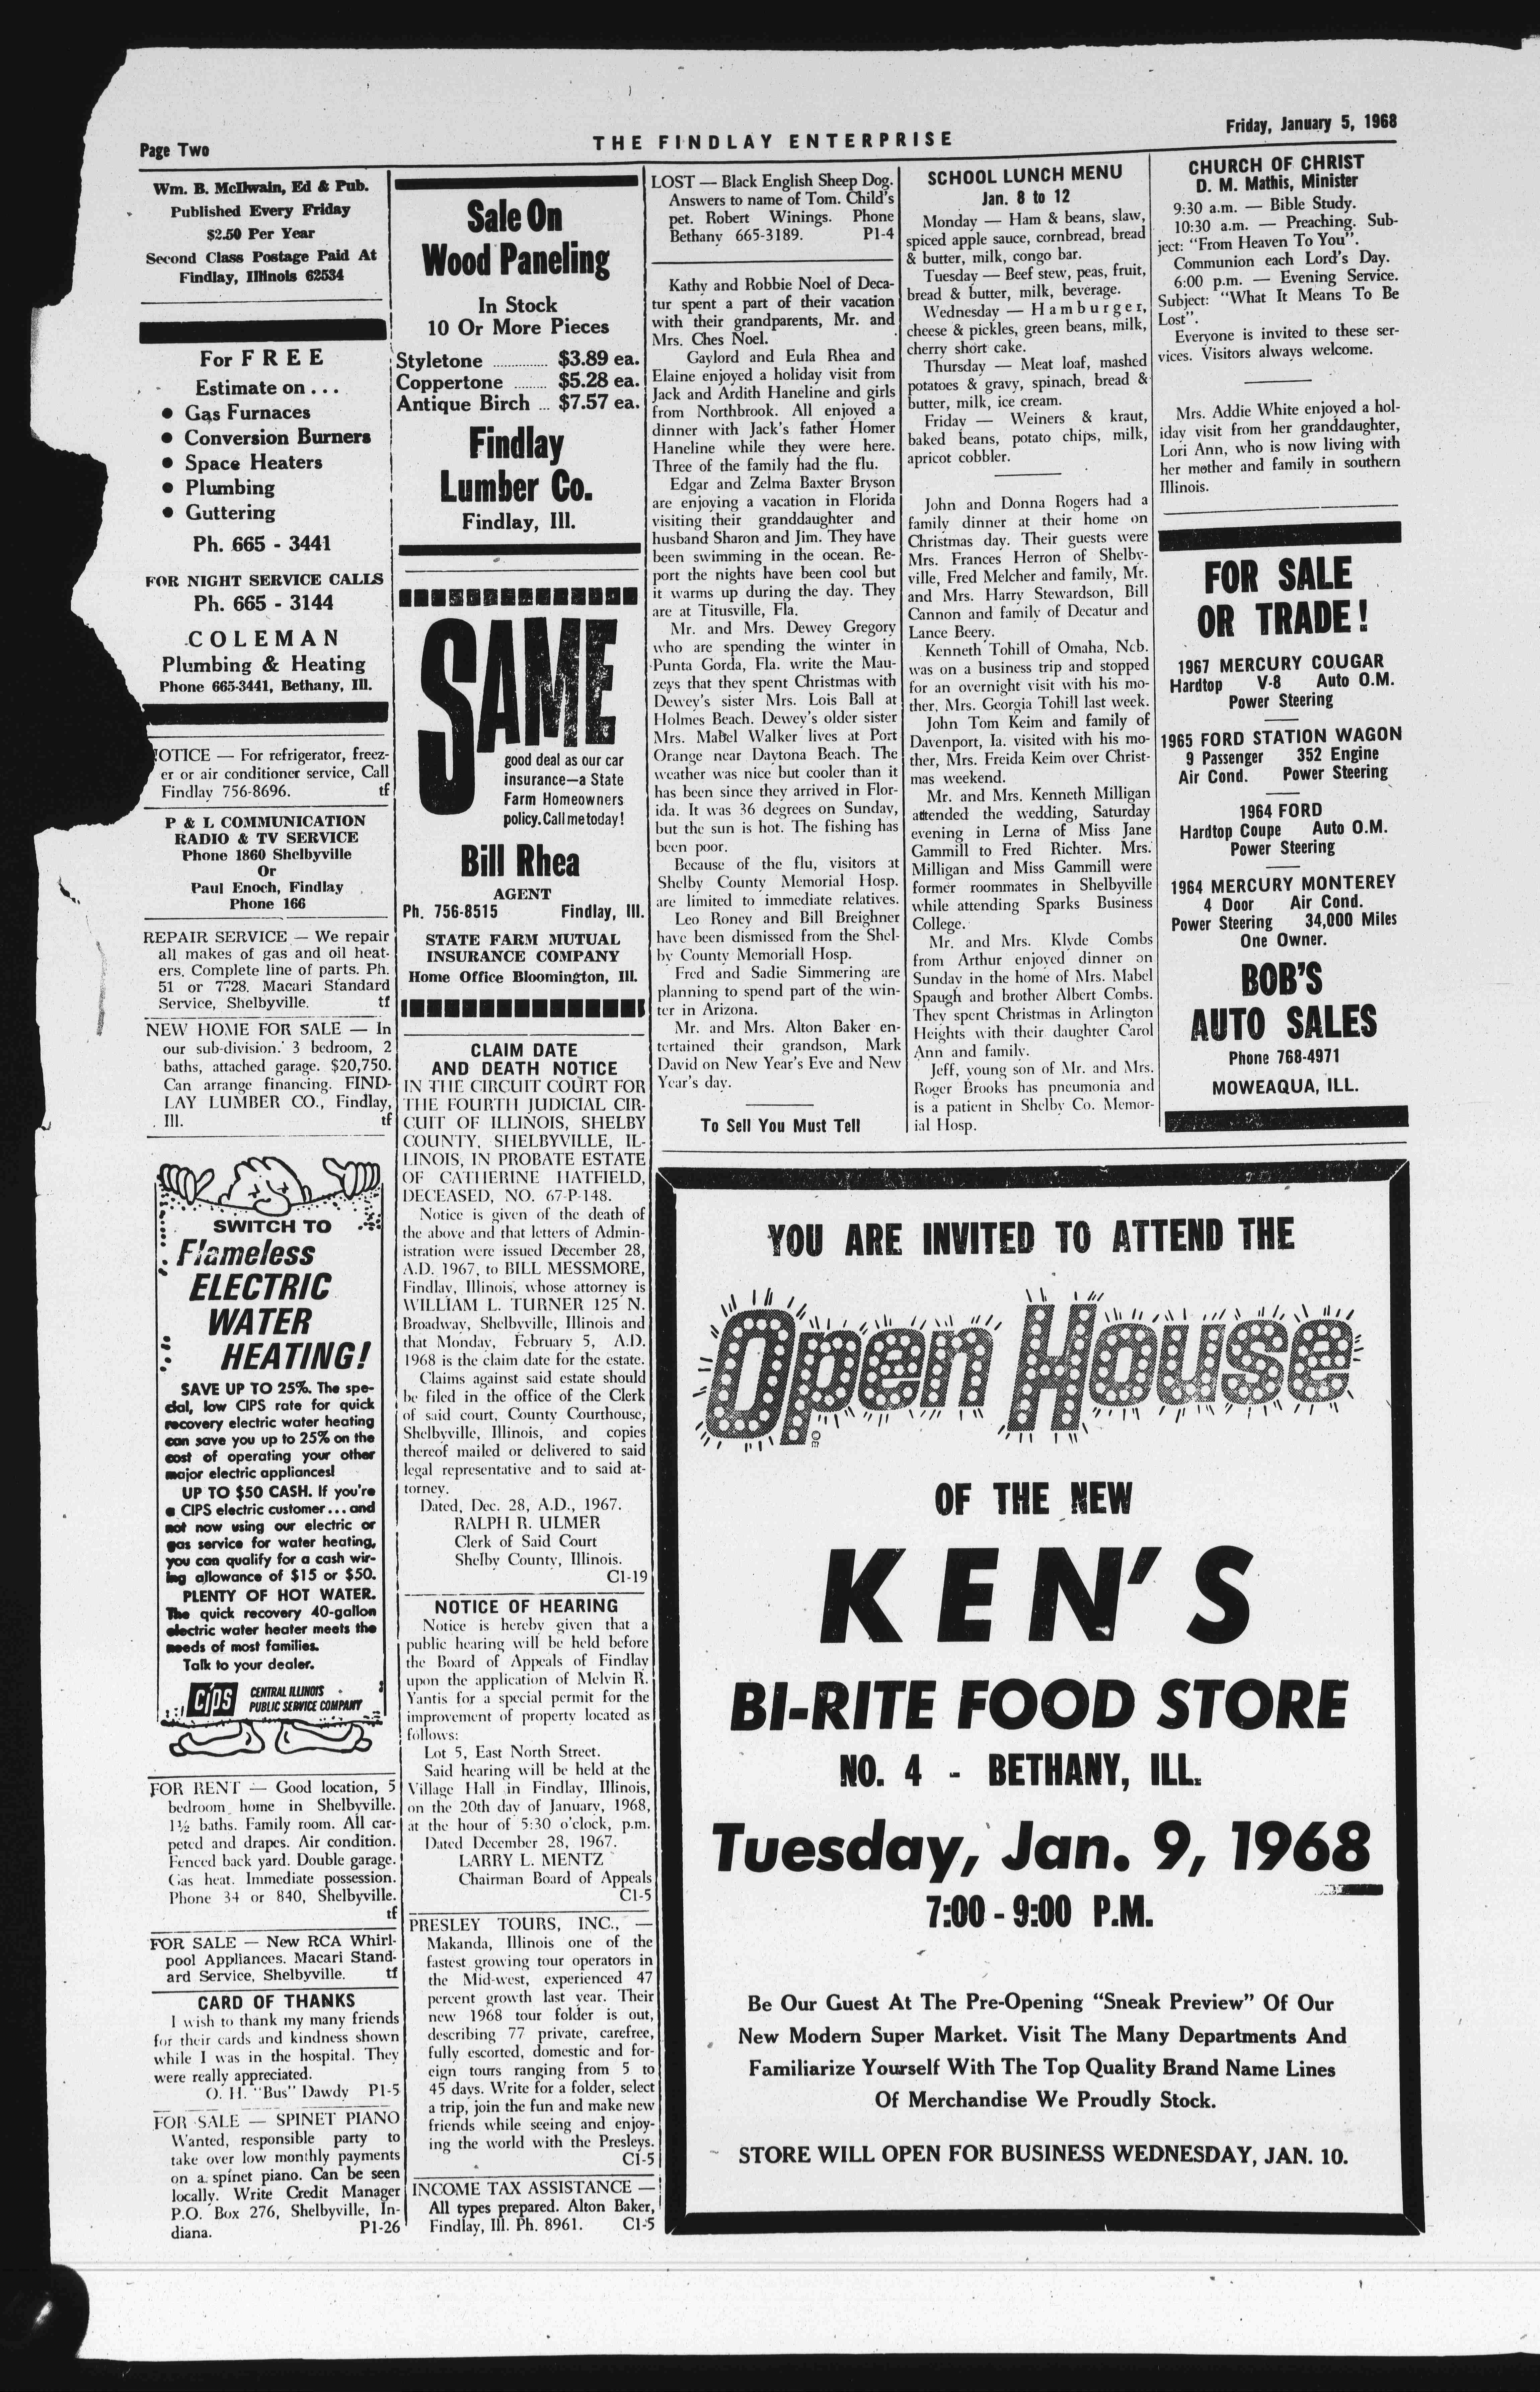 Page Two
THE FINDLAY ENTERPRISE
Friday, January 5, 1968
Wm. B. McIlwain, Ed & Pub.
Published Every Friday
$2.50 Per Year
Second Class Postage Paid At
Findlay, Illinois 62534
For FREE
Estimate on . . .
● Gas Furnaces
● Conversion Burners
● Space Heaters
● Plumbing
● Guttering
Ph. 665 - 3441
FOR NIGHT SERVICE CALLS
Ph. 665 - 3144
COLEMAN
Plumbing & Heating
Phone 665-3441, Bethany, Ill.
NOTICE — For refrigerator, freez-
er or air conditioner service, Call
Findlay 756-8696. tf
P & L COMMUNICATION
RADIO & TV SERVICE
Phone 1860 Shelbyville
Or
Paul Enoch, Findlay
Phone 166
REPAIR SERVICE — We repair
all makes of gas and oil heat-
ers. Complete line of parts. Ph.
51 or 7728. Macari Standard
Service, Shelbyville. tf
NEW HOME FOR SALE — In
our sub-division. 3 bedroom, 2
baths, attached garage. $20,750.
Can arrange financing. FIND-
LAY LUMBER CO., Findlay,
Ill. tf
SWITCH TO
Flameless
ELECTRIC
WATER
HEATING!
SAVE UP TO 25%. The spe-
cial, low CIPS rate for quick
recovery electric water heating
can save you up to 25% on the
cost of operating your other
major electric appliances!
UP TO $50 CASH. If you're
a CIPS electric customer . . . and
not now using our electric or
gas service for water heating,
you can qualify for a cash wir-
ing allowance of $15 or $50.
PLENTY OF HOT WATER.
The quick recovery 40-gallon
electric water heater meets the
needs of most families.
Talk to your dealer.
CIPS
CENTRAL ILLINOIS
PUBLIC SERVICE COMPANY
FOR RENT — Good location, 5
bedroom home in Shelbyville.
1½ baths. Family room. All car-
peted and drapes. Air condition.
Fenced back yard. Double garage.
Gas heat. Immediate possession.
Phone 34 or 840, Shelbyville.
tf
FOR SALE — New RCA Whirl-
pool Appliances. Macari Stand-
ard Service, Shelbyville. tf
CARD OF THANKS
I wish to thank my many friends
for their cards and kindness shown
while I was in the hospital. They
were really appreciated.
O. H. "Bus" Dawdy P1-5
FOR SALE — SPINET PIANO
Wanted, responsible party to
take over low monthly payments
on a spinet piano. Can be seen
locally. Write Credit Manager
P.O. Box 276, Shelbyville, In-
diana. P1-26
Sale On
Wood Paneling
In Stock
10 Or More Pieces
Styletone ............... $3.89 ea.
Coppertone ......... $5.28 ea.
Antique Birch ... $7.57 ea.
Findlay
Lumber Co.
Findlay, Ill.
SAME
good deal as our car
insurance—a State
Farm Homeowners
policy. Call me today!
Bill Rhea
AGENT
Ph. 756-8515 Findlay, Ill.
STATE FARM MUTUAL
INSURANCE COMPANY
Home Office Bloomington, Ill.
CLAIM DATE
AND DEATH NOTICE
IN THE CIRCUIT COURT FOR
THE FOURTH JUDICIAL CIR-
CUIT OF ILLINOIS, SHELBY
COUNTY, SHELBYVILLE, IL-
LINOIS, IN PROBATE ESTATE
OF CATHERINE HATFIELD,
DECEASED, NO. 67-P-148.
Notice is given of the death of
the above and that letters of Admin-
istration were issued December 28,
A.D. 1967, to BILL MESSMORE,
Findlay, Illinois, whose attorney is
WILLIAM L. TURNER 125 N.
Broadway, Shelbyville, Illinois and
that Monday, February 5, A.D.
1968 is the claim date for the estate.
Claims against said estate should
be filed in the office of the Clerk
of said court, County Courthouse,
Shelbyville, Illinois, and copies
thereof mailed or delivered to said
legal representative and to said at-
torney.
Dated, Dec. 28, A.D., 1967.
RALPH R. ULMER
Clerk of Said Court
Shelby County, Illinois.
C1-19
NOTICE OF HEARING
Notice is hereby given that a
public hearing will be held before
the Board of Appeals of Findlay
upon the application of Melvin R.
Yantis for a special permit for the
improvement of property located as
follows:
Lot 5, East North Street.
Said hearing will be held at the
Village Hall in Findlay, Illinois,
on the 20th day of January, 1968,
at the hour of 5:30 o'clock, p.m.
Dated December 28, 1967.
LARRY L. MENTZ
Chairman Board of Appeals
C1-5
PRESLEY TOURS, INC., —
Makanda, Illinois one of the
fastest growing tour operators in
the Mid-west, experienced 47
percent growth last year. Their
new 1968 tour folder is out,
describing 77 private, carefree,
fully escorted, domestic and for-
eign tours ranging from 5 to
45 days. Write for a folder, select
a trip, join the fun and make new
friends while seeing and enjoy-
ing the world with the Presleys.
C1-5
INCOME TAX ASSISTANCE —
All types prepared. Alton Baker,
Findlay, Ill. Ph. 8961. C1-5
LOST — Black English Sheep Dog.
Answers to name of Tom. Child's
pet. Robert Winings. Phone
Bethany 665-3189. P1-4
Kathy and Robbie Noel of Deca-
tur spent a part of their vacation
with their grandparents, Mr. and
Mrs. Ches Noel.
Gaylord and Eula Rhea and
Elaine enjoyed a holiday visit from
Jack and Ardith Haneline and girls
from Northbrook. All enjoyed a
dinner with Jack's father Homer
Haneline while they were here.
Three of the family had the flu.
Edgar and Zelma Baxter Bryson
are enjoying a vacation in Florida
visiting their granddaughter and
husband Sharon and Jim. They have
been swimming in the ocean. Re-
port the nights have been cool but
it warms up during the day. They
are at Titusville, Fla.
Mr. and Mrs. Dewey Gregory
who are spending the winter in
Punta Gorda, Fla. write the Mau-
zeys that they spent Christmas with
Dewey's sister Mrs. Lois Ball at
Holmes Beach. Dewey's older sister
Mrs. Mabel Walker lives at Port
Orange near Daytona Beach. The
weather was nice but cooler than it
has been since they arrived in Flor-
ida. It was 36 degrees on Sunday,
but the sun is hot. The fishing has
been poor.
Because of the flu, visitors at
Shelby County Memorial Hosp.
are limited to immediate relatives.
Leo Roney and Bill Breighner
have been dismissed from the Shel-
by County Memoriall Hosp.
Fred and Sadie Simmering are
planning to spend part of the win-
ter in Arizona.
Mr. and Mrs. Alton Baker en-
tertained their grandson, Mark
David on New Year's Eve and New
Year's day.
To Sell You Must Tell
SCHOOL LUNCH MENU
Jan. 8 to 12
Monday — Ham & beans, slaw,
spiced apple sauce, cornbread, bread
& butter, milk, congo bar.
Tuesday — Beef stew, peas, fruit,
bread & butter, milk, beverage.
Wednesday — Hamburger,
cheese & pickles, green beans, milk,
cherry short cake.
Thursday — Meat loaf, mashed
potatoes & gravy, spinach, bread &
butter, milk, ice cream.
Friday — Weiners & kraut,
baked beans, potato chips, milk,
apricot cobbler.
John and Donna Rogers had a
family dinner at their home on
Christmas day. Their guests were
Mrs. Frances Herron of Shelby-
ville, Fred Melcher and family, Mr.
and Mrs. Harry Stewardson, Bill
Cannon and family of Decatur and
Lance Beery.
Kenneth Tohill of Omaha, Neb.
was on a business trip and stopped
for an overnight visit with his mo-
ther, Mrs. Georgia Tohill last week.
John Tom Keim and family of
Davenport, Ia. visited with his mo-
ther, Mrs. Freida Keim over Christ-
mas weekend.
Mr. and Mrs. Kenneth Milligan
attended the wedding, Saturday
evening in Lerna of Miss Jane
Gammill to Fred Richter. Mrs.
Milligan and Miss Gammill were
former roommates in Shelbyville
while attending Sparks Business
College.
Mr. and Mrs. Klyde Combs
from Arthur enjoyed dinner on
Sunday in the home of Mrs. Mabel
Spaugh and brother Albert Combs.
They spent Christmas in Arlington
Heights with their daughter Carol
Ann and family.
Jeff, young son of Mr. and Mrs.
Roger Brooks has pneumonia and
is a patient in Shelby Co. Memor-
ial Hosp.
CHURCH OF CHRIST
D. M. Mathis, Minister
9:30 a.m. — Bible Study.
10:30 a.m. — Preaching. Sub-
ject: "From Heaven To You".
Communion each Lord's Day.
6:00 p.m. — Evening Service.
Subject: "What It Means To Be
Lost".
Everyone is invited to these ser-
vices. Visitors always welcome.
Mrs. Addie White enjoyed a hol-
iday visit from her granddaughter,
Lori Ann, who is now living with
her mother and family in southern
Illinois.
FOR SALE
OR TRADE!
1967 MERCURY COUGAR
Hardtop V-8 Auto O.M.
Power Steering
1965 FORD STATION WAGON
9 Passenger 352 Engine
Air Cond. Power Steering
1964 FORD
Hardtop Coupe Auto O.M.
Power Steering
1964 MERCURY MONTEREY
4 Door Air Cond.
Power Steering 34,000 Miles
One Owner.
BOB'S
AUTO SALES
Phone 768-4971
MOWEAQUA, ILL.
YOU ARE INVITED TO ATTEND THE
Open House
OF THE NEW
KEN'S
BI-RITE FOOD STORE
NO. 4 - BETHANY, ILL.
Tuesday, Jan. 9, 1968
7:00 - 9:00 P.M.
Be Our Guest At The Pre-Opening "Sneak Preview" Of Our
New Modern Super Market. Visit The Many Departments And
Familiarize Yourself With The Top Quality Brand Name Lines
Of Merchandise We Proudly Stock.
STORE WILL OPEN FOR BUSINESS WEDNESDAY, JAN. 10.